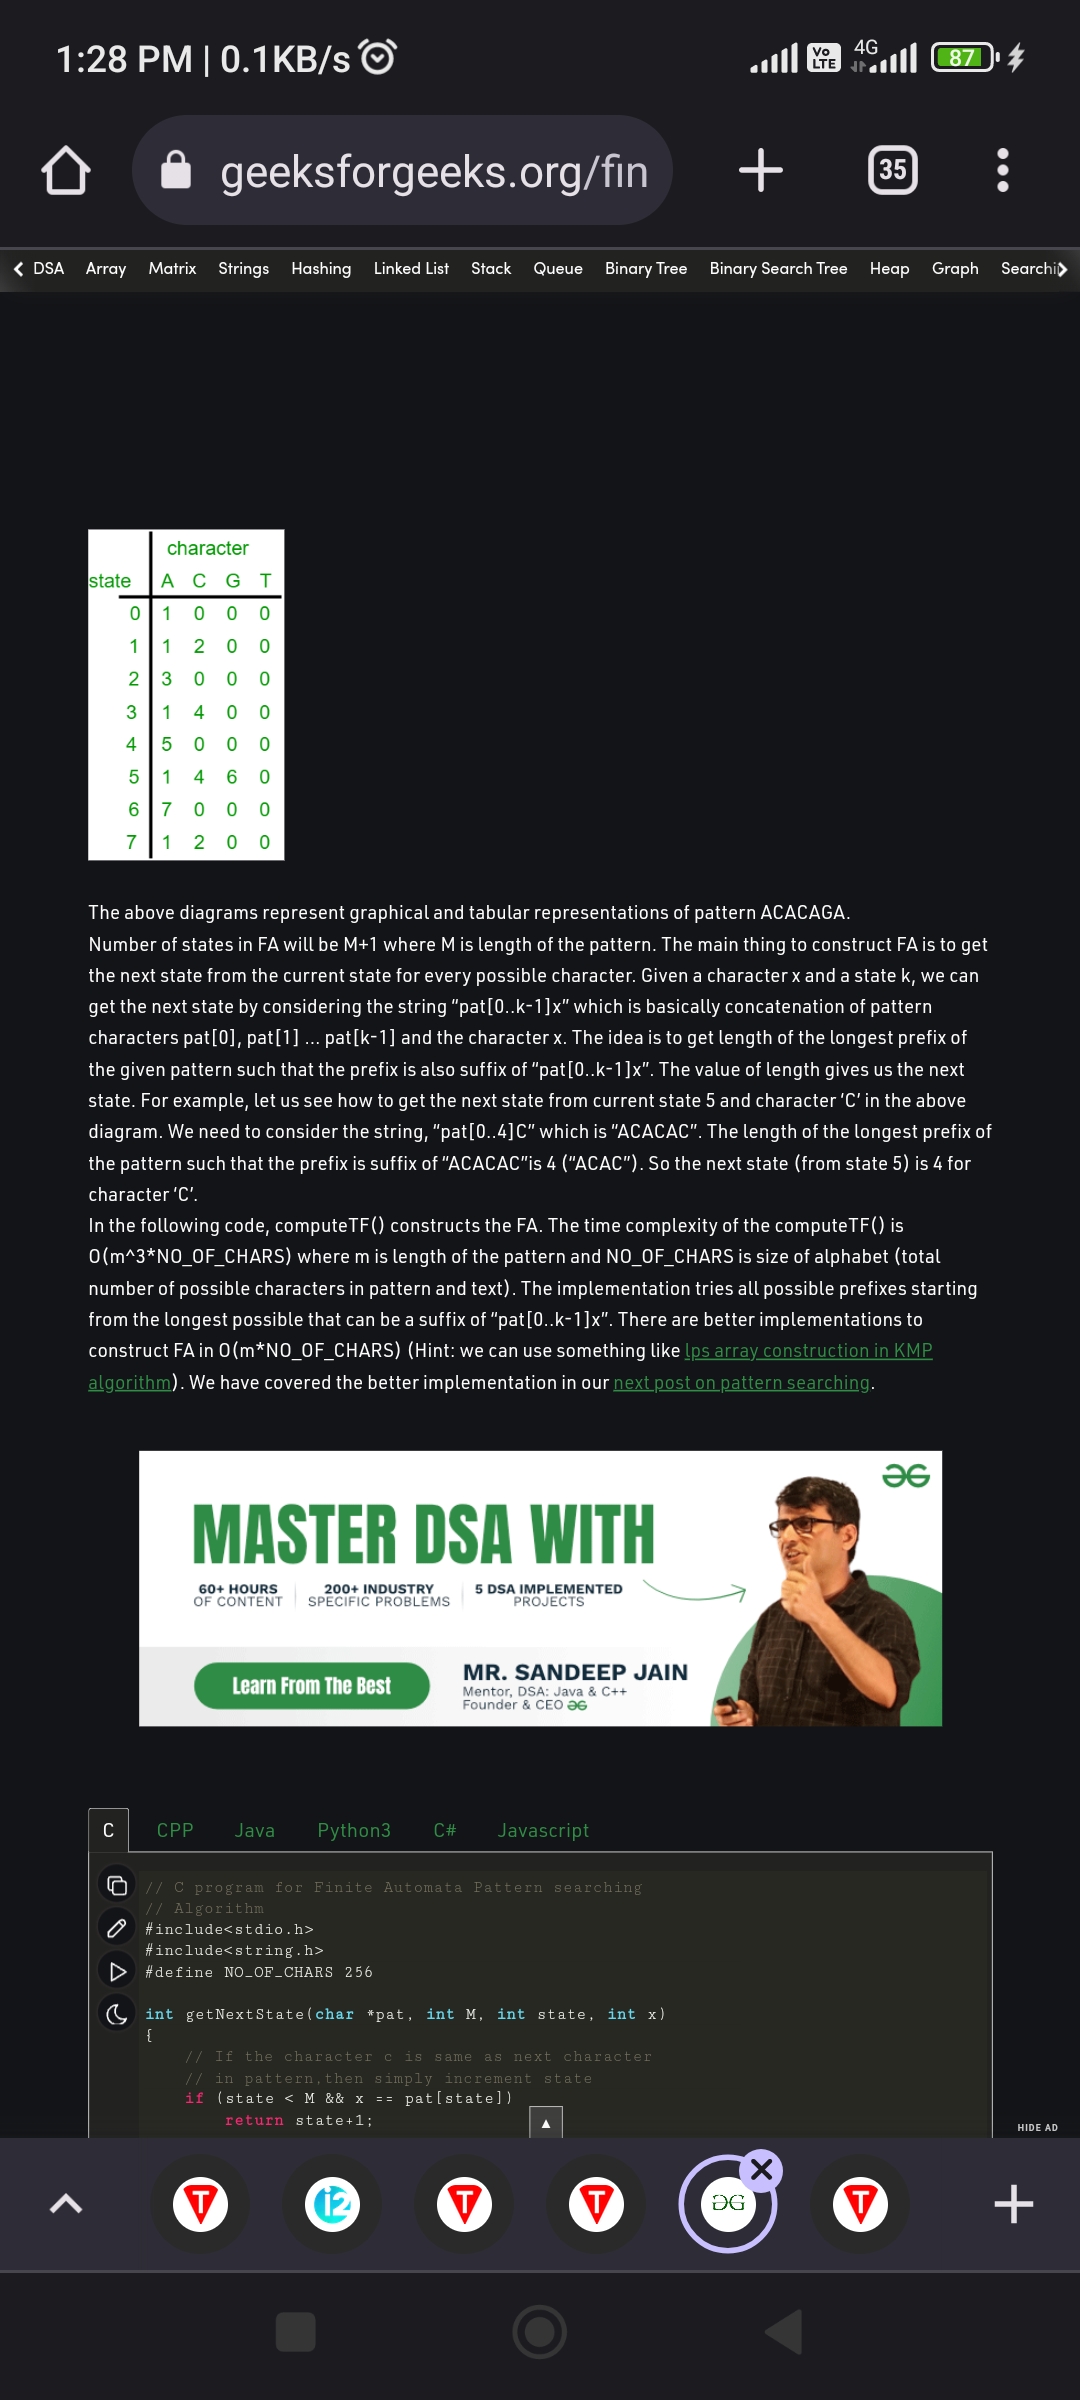 1:28 PM | 0.1KB/s
Vo LTE 4G 87
geeksforgeeks.org/fin
35
DSA Array Matrix Strings Hashing Linked List Stack Queue Binary Tree Binary Search Tree Heap Graph Searchi
character
state A C G T
0 1 0 0 0
1 1 2 0 0
2 3 0 0 0
3 1 4 0 0
4 5 0 0 0
5 1 4 6 0
6 7 0 0 0
7 1 2 0 0
The above diagrams represent graphical and tabular representations of pattern ACACAGA.
Number of states in FA will be M+1 where M is length of the pattern. The main thing to construct FA is to get
the next state from the current state for every possible character. Given a character x and a state k, we can
get the next state by considering the string “pat[0..k-1]x” which is basically concatenation of pattern
characters pat[0], pat[1] … pat[k-1] and the character x. The idea is to get length of the longest prefix of
the given pattern such that the prefix is also suffix of “pat[0..k-1]x”. The value of length gives us the next
state. For example, let us see how to get the next state from current state 5 and character ‘C’ in the above
diagram. We need to consider the string, “pat[0..4]C” which is “ACACAC”. The length of the longest prefix of
the pattern such that the prefix is suffix of “ACACAC”is 4 (“ACAC”). So the next state (from state 5) is 4 for
character ‘C’.
In the following code, computeTF() constructs the FA. The time complexity of the computeTF() is
O(m^3*NO_OF_CHARS) where m is length of the pattern and NO_OF_CHARS is size of alphabet (total
number of possible characters in pattern and text). The implementation tries all possible prefixes starting
from the longest possible that can be a suffix of “pat[0..k-1]x”. There are better implementations to
construct FA in O(m*NO_OF_CHARS) (Hint: we can use something like lps array construction in KMP
algorithm). We have covered the better implementation in our next post on pattern searching.
MASTER DSA WITH
60+ HOURS 200+ INDUSTRY 5 DSA IMPLEMENTED
OF CONTENT SPECIFIC PROBLEMS PROJECTS
Learn From The Best
MR. SANDEEP JAIN
Mentor, DSA: Java & C++
Founder & CEO
C CPP Java Python3 C# Javascript
// C program for Finite Automata Pattern searching
// Algorithm
#include<stdio.h>
#include<string.h>
#define NO_OF_CHARS 256
int getNextState(char *pat, int M, int state, int x)
{
// If the character c is same as next character
// in pattern,then simply increment state
if (state < M && x == pat[state])
return state+1;
HIDE AD
T i2 T T T